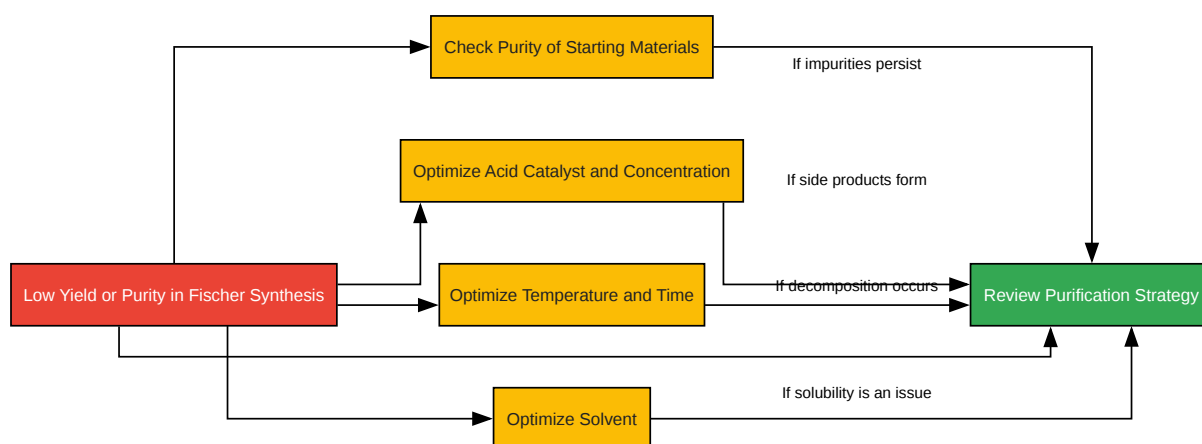 Check Purity of Starting Materials
If impurities persist
Optimize Acid Catalyst and Concentration
If side products form
Low Yield or Purity in Fischer Synthesis
Optimize Temperature and Time
If decomposition occurs
Review Purification Strategy
If solubility is an issue
Optimize Solvent